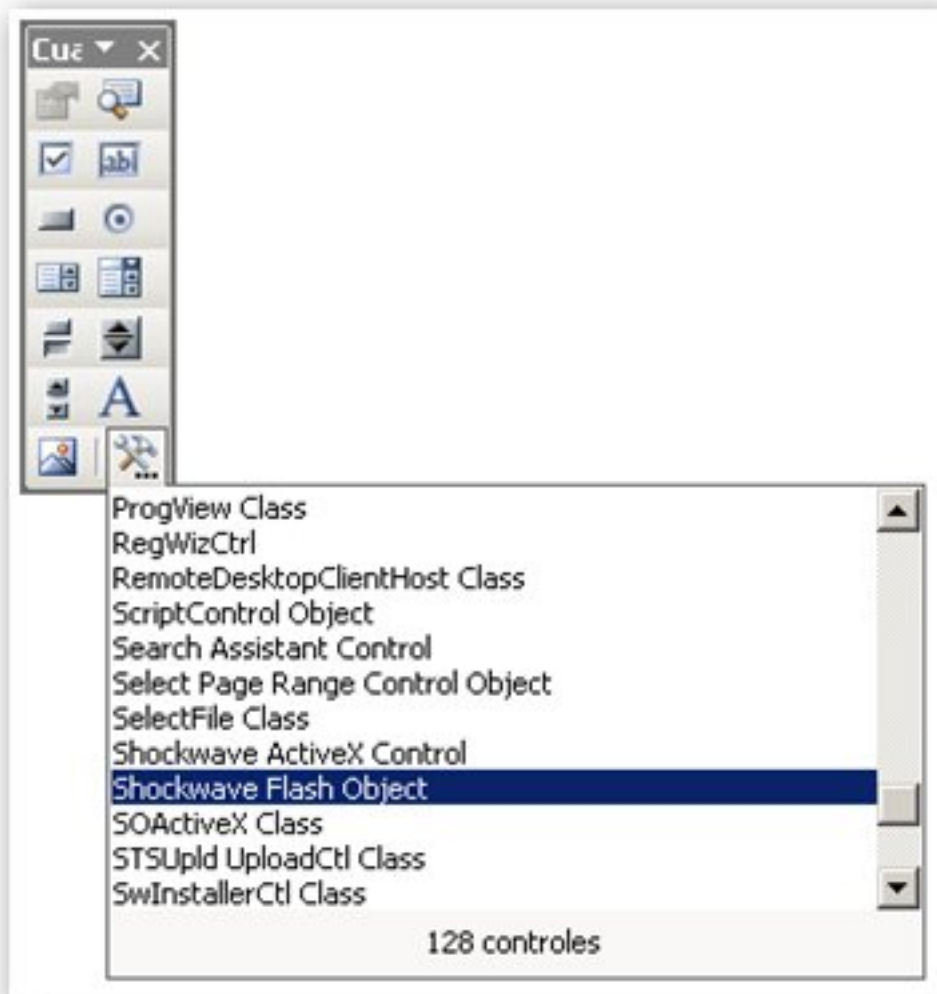 Cua
abl
A
ProgView Class
RegWizCtrl
RemoteDesktopClientHost Class
ScriptControl Object
Search Assistant Control
Select Page Range Control Object
SelectFile Class
Shockwave ActiveX Control
Shockwave Flash Object
SOActiveX Class
STSUpld UploadCtl Class
SwInstallerCtl Class
128 controles